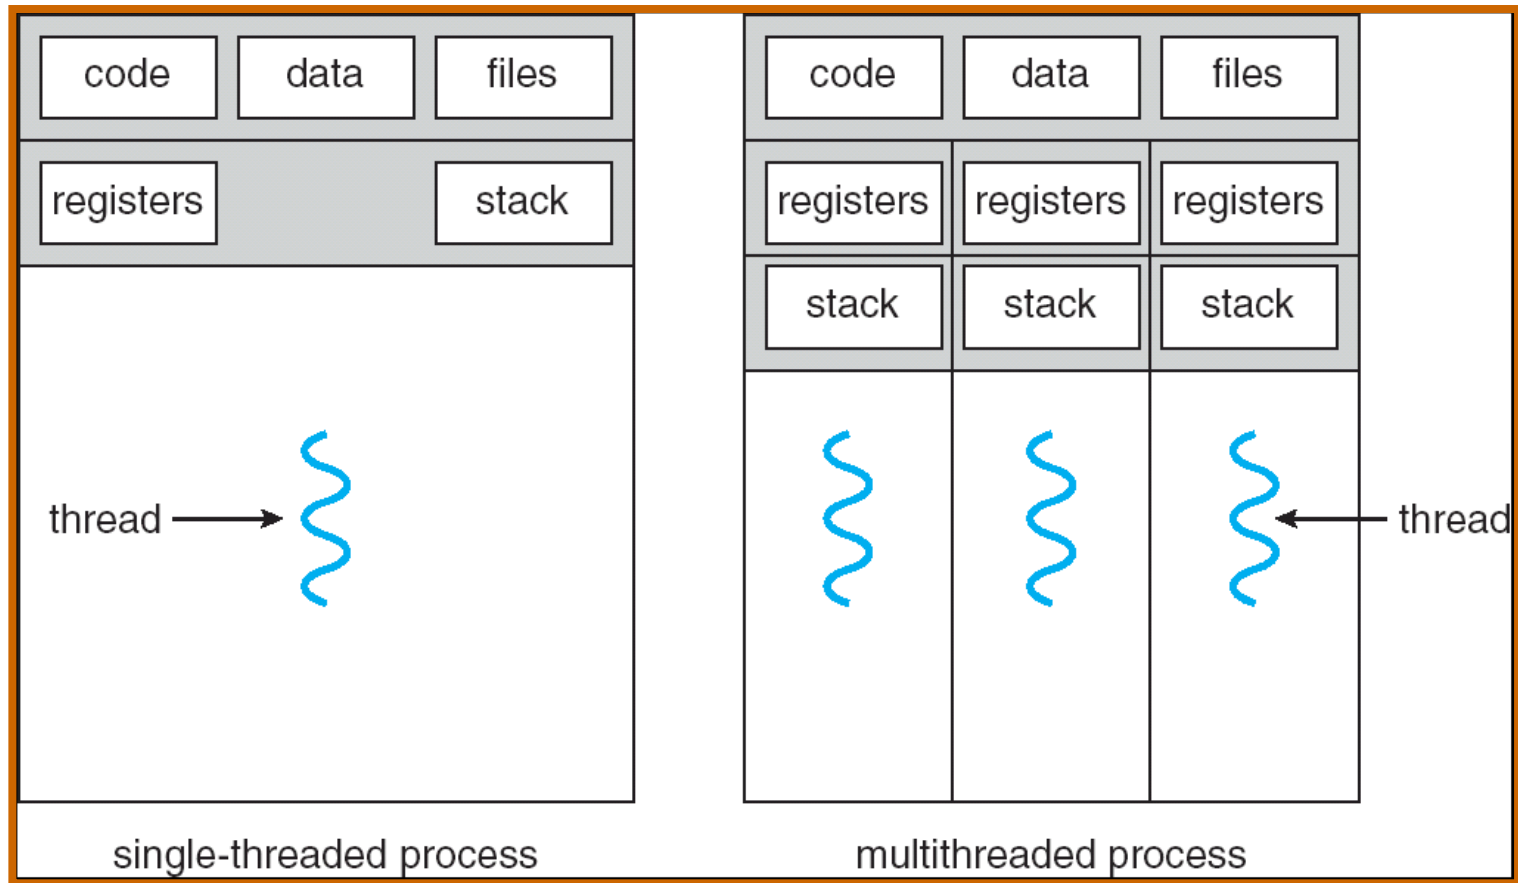 code data files
registers stack
thread
single-threaded process
code data files
registers registers registers
stack stack stack
thread
multithreaded process